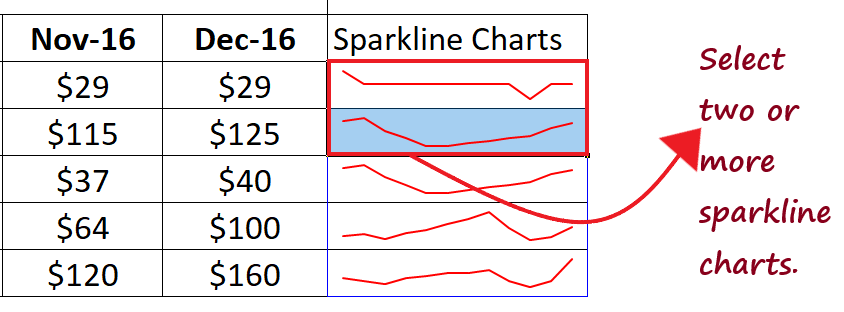 Nov-16 Dec-16 Sparkline Charts
$29 $29
$115 $125
$37 $40
$64 $100
$120 $160
Select
two or
more
sparkline
charts.